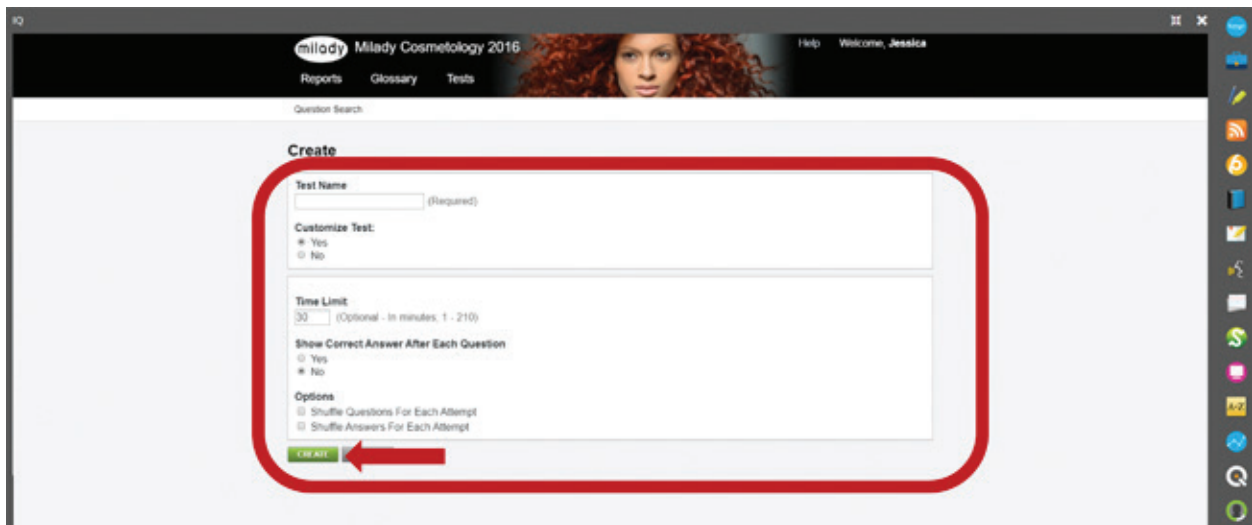 IQ
milady Milady Cosmetology 2016
Help Welcome, Jessica
Reports Glossary Tests
Question Search
Create
Test Name
(Required)
Customize Test:
Yes
No
Time Limit
30 (Optional - In minutes; 1 - 210)
Show Correct Answer After Each Question
Yes
No
Options
Shuffle Questions For Each Attempt
Shuffle Answers For Each Attempt
CREATE
A-Z